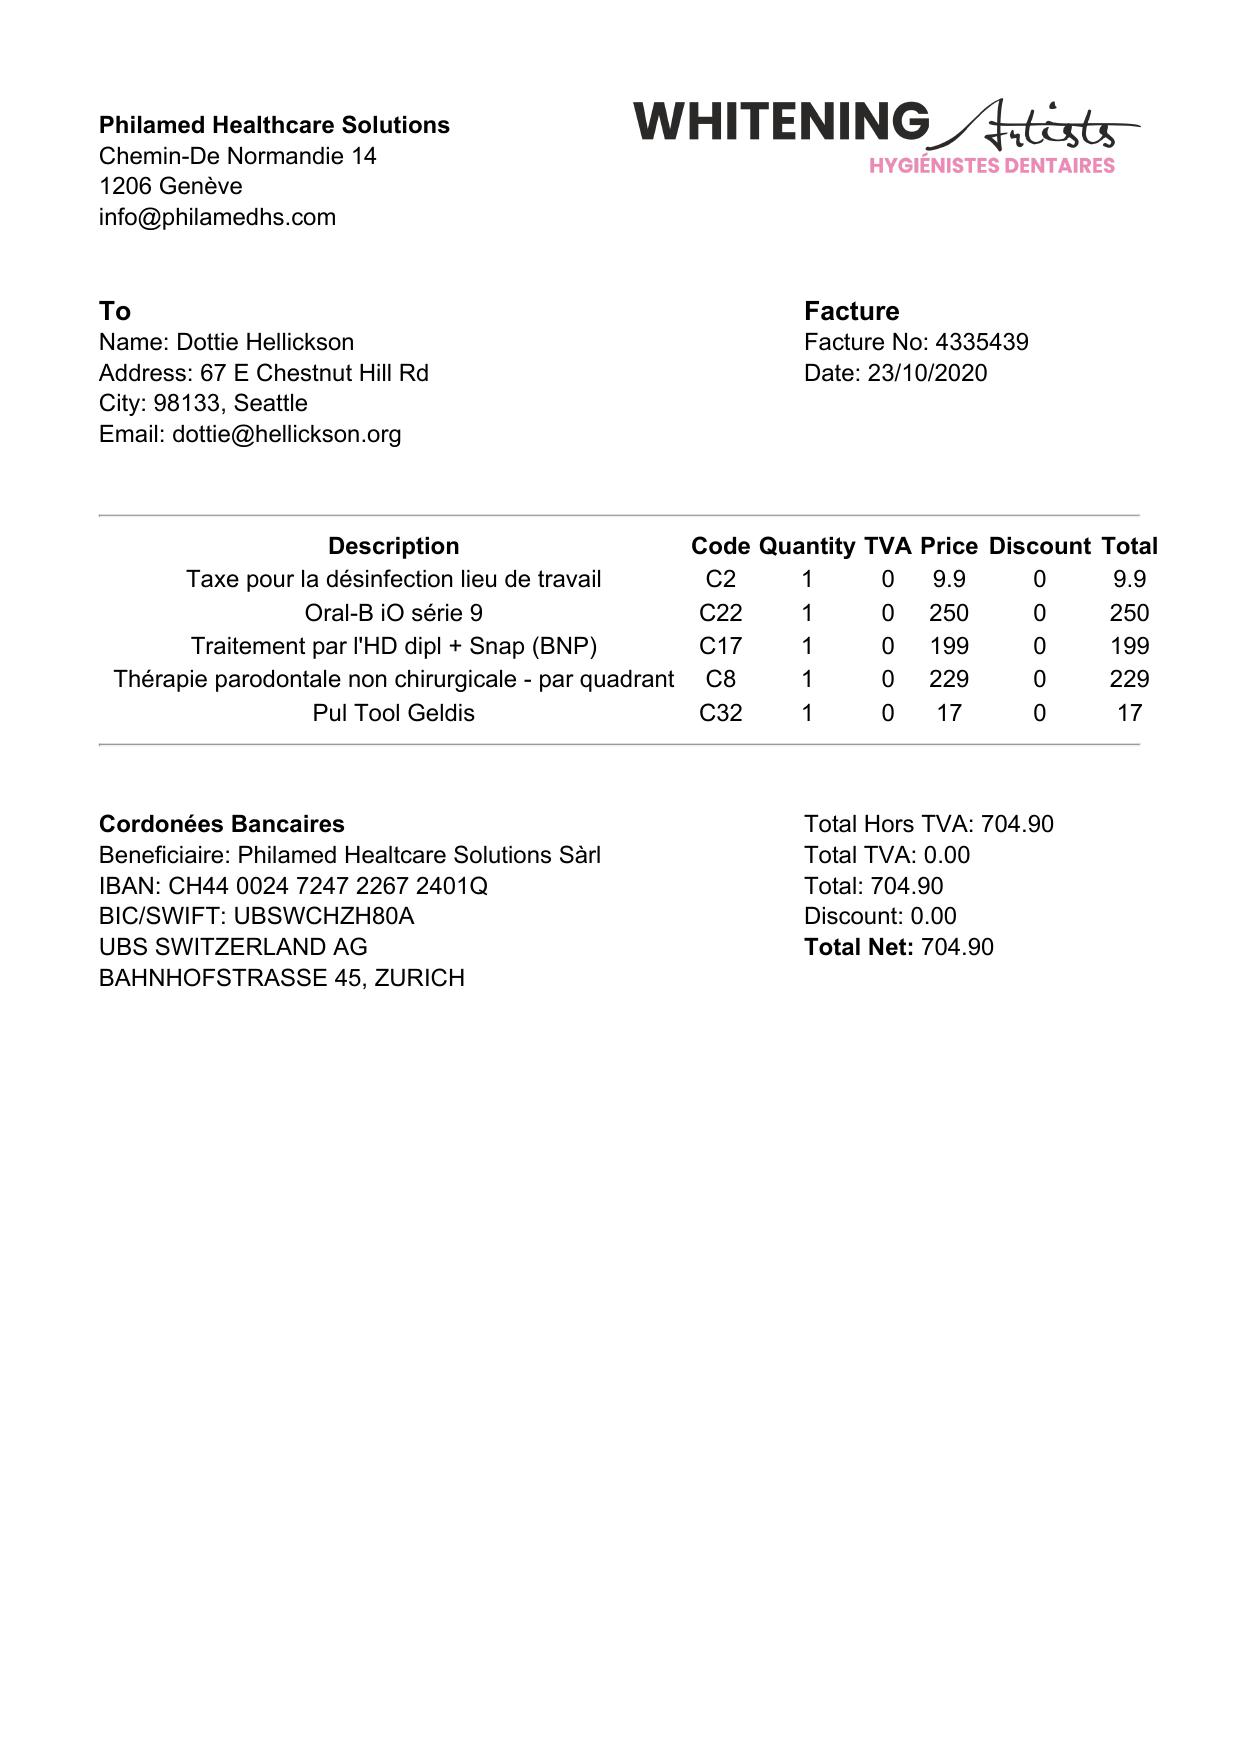 Philamed Healthcare Solutions
Chemin-De Normandie 14
1206 Genève
info@philamedhs.com
WHITENING Artists
HYGIÉNISTES DENTAIRES
To
Name: Dottie Hellickson
Address: 67 E Chestnut Hill Rd
City: 98133, Seattle
Email: dottie@hellickson.org
Facture
Facture No: 4335439
Date: 23/10/2020
Description Code Quantity TVA Price Discount Total
Taxe pour la désinfection lieu de travail C2 1 0 9.9 0 9.9
Oral-B iO série 9 C22 1 0 250 0 250
Traitement par l'HD dipl + Snap (BNP) C17 1 0 199 0 199
Thérapie parodontale non chirurgicale - par quadrant C8 1 0 229 0 229
Pul Tool Geldis C32 1 0 17 0 17
Cordonées Bancaires
Beneficiaire: Philamed Healtcare Solutions Sàrl
IBAN: CH44 0024 7247 2267 2401Q
BIC/SWIFT: UBSWCHZH80A
UBS SWITZERLAND AG
BAHNHOFSTRASSE 45, ZURICH
Total Hors TVA: 704.90
Total TVA: 0.00
Total: 704.90
Discount: 0.00
Total Net: 704.90